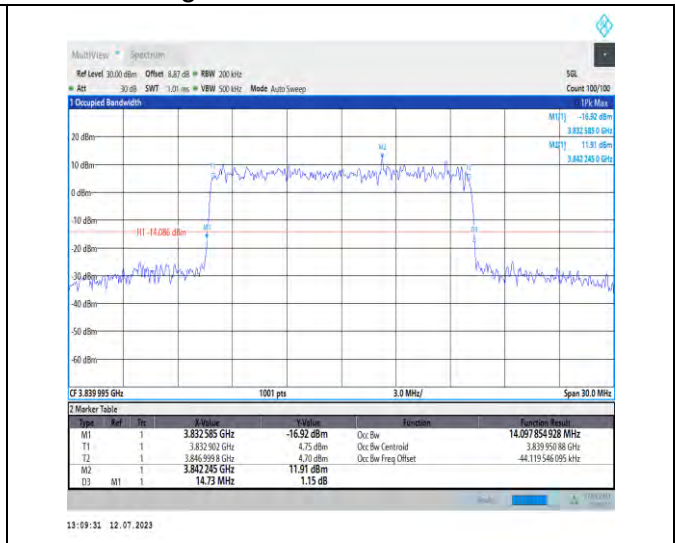 MultiView Spectrum
Ref Level 30.00 dBm Offset 8.87 dB RBW 200 kHz SGL
Att 30 dB SWT 1.01 ms VBW 500 kHz Mode Auto Sweep Count 100/100
1 Occupied Bandwidth 1Pk Max
M1[1] -16.92 dBm
3.832 585 0 GHz
M2[1] 11.91 dBm
3.842 245 0 GHz
20 dBm
M2
10 dBm
0 dBm
-10 dBm
H1 -14.086 dBm
M1
D3
-20 dBm
-30 dBm
-40 dBm
-50 dBm
-60 dBm
CF 3.839 995 GHz 1001 pts 3.0 MHz/ Span 30.0 MHz
2 Marker Table
Type Ref Trc X-Value Y-Value Function Function Result
M1 1 3.832 585 GHz -16.92 dBm Occ Bw 14.097 854 928 MHz
T1 1 3.832 902 GHz 4.75 dBm Occ Bw Centroid 3.839 950 88 GHz
T2 1 3.846 999 8 GHz 4.70 dBm Occ Bw Freq Offset -44.119 546 095 kHz
M2 1 3.842 245 GHz 11.91 dBm
D3 M1 1 14.73 MHz 1.15 dB
13:09:31 12.07.2023